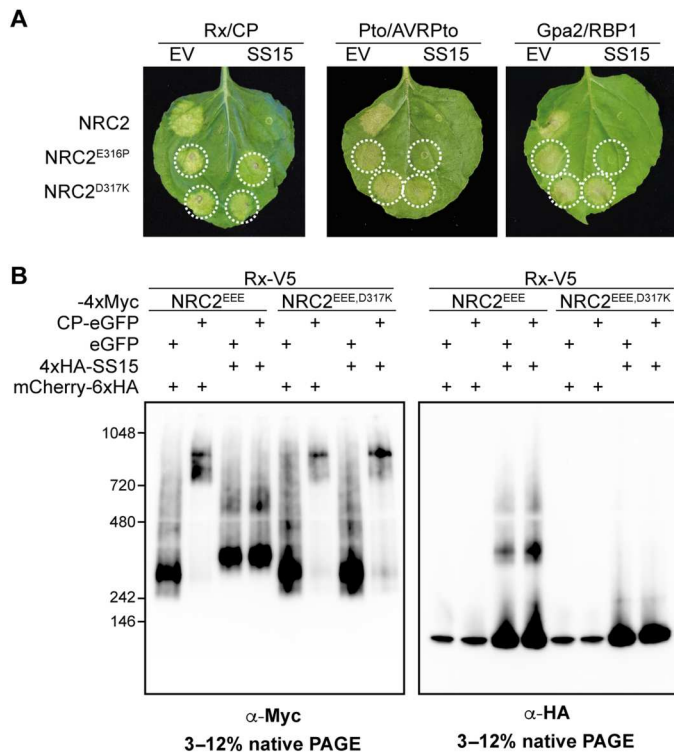 A
Rx/CP Pto/AVRPto Gpa2/RBP1
EV SS15 EV SS15 EV SS15
NRC2
NRC2E316P
NRC2D317K
B
Rx-V5 Rx-V5
-4xMyc NRC2EEE NRC2EEE,D317K NRC2EEE NRC2EEE,D317K
CP-eGFP + + + + + + + +
eGFP + + + + + + + +
4xHA-SS15 + + + + + + + +
mCherry-6xHA + + + + + + + +
1048
720
480
242
146
α-Myc α-HA
3–12% native PAGE 3–12% native PAGE